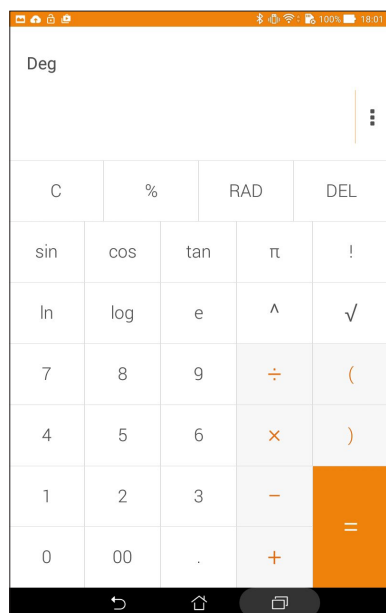 100% 18:01
Deg
C % RAD DEL
sin cos tan π !
ln log e ^ √
7 8 9 ÷ (
4 5 6 × )
1 2 3 −
=
0 00 . +